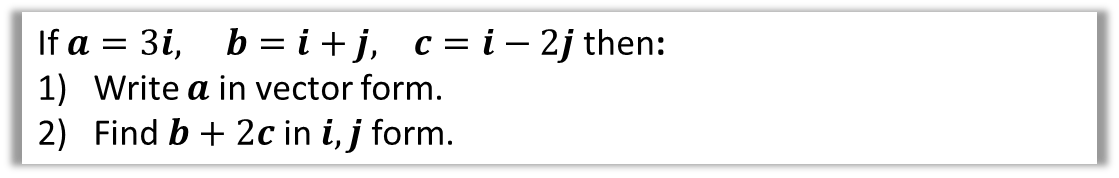 If a = 3i, b = i + j, c = i − 2j then:
1) Write a in vector form.
2) Find b + 2c in i, j form.